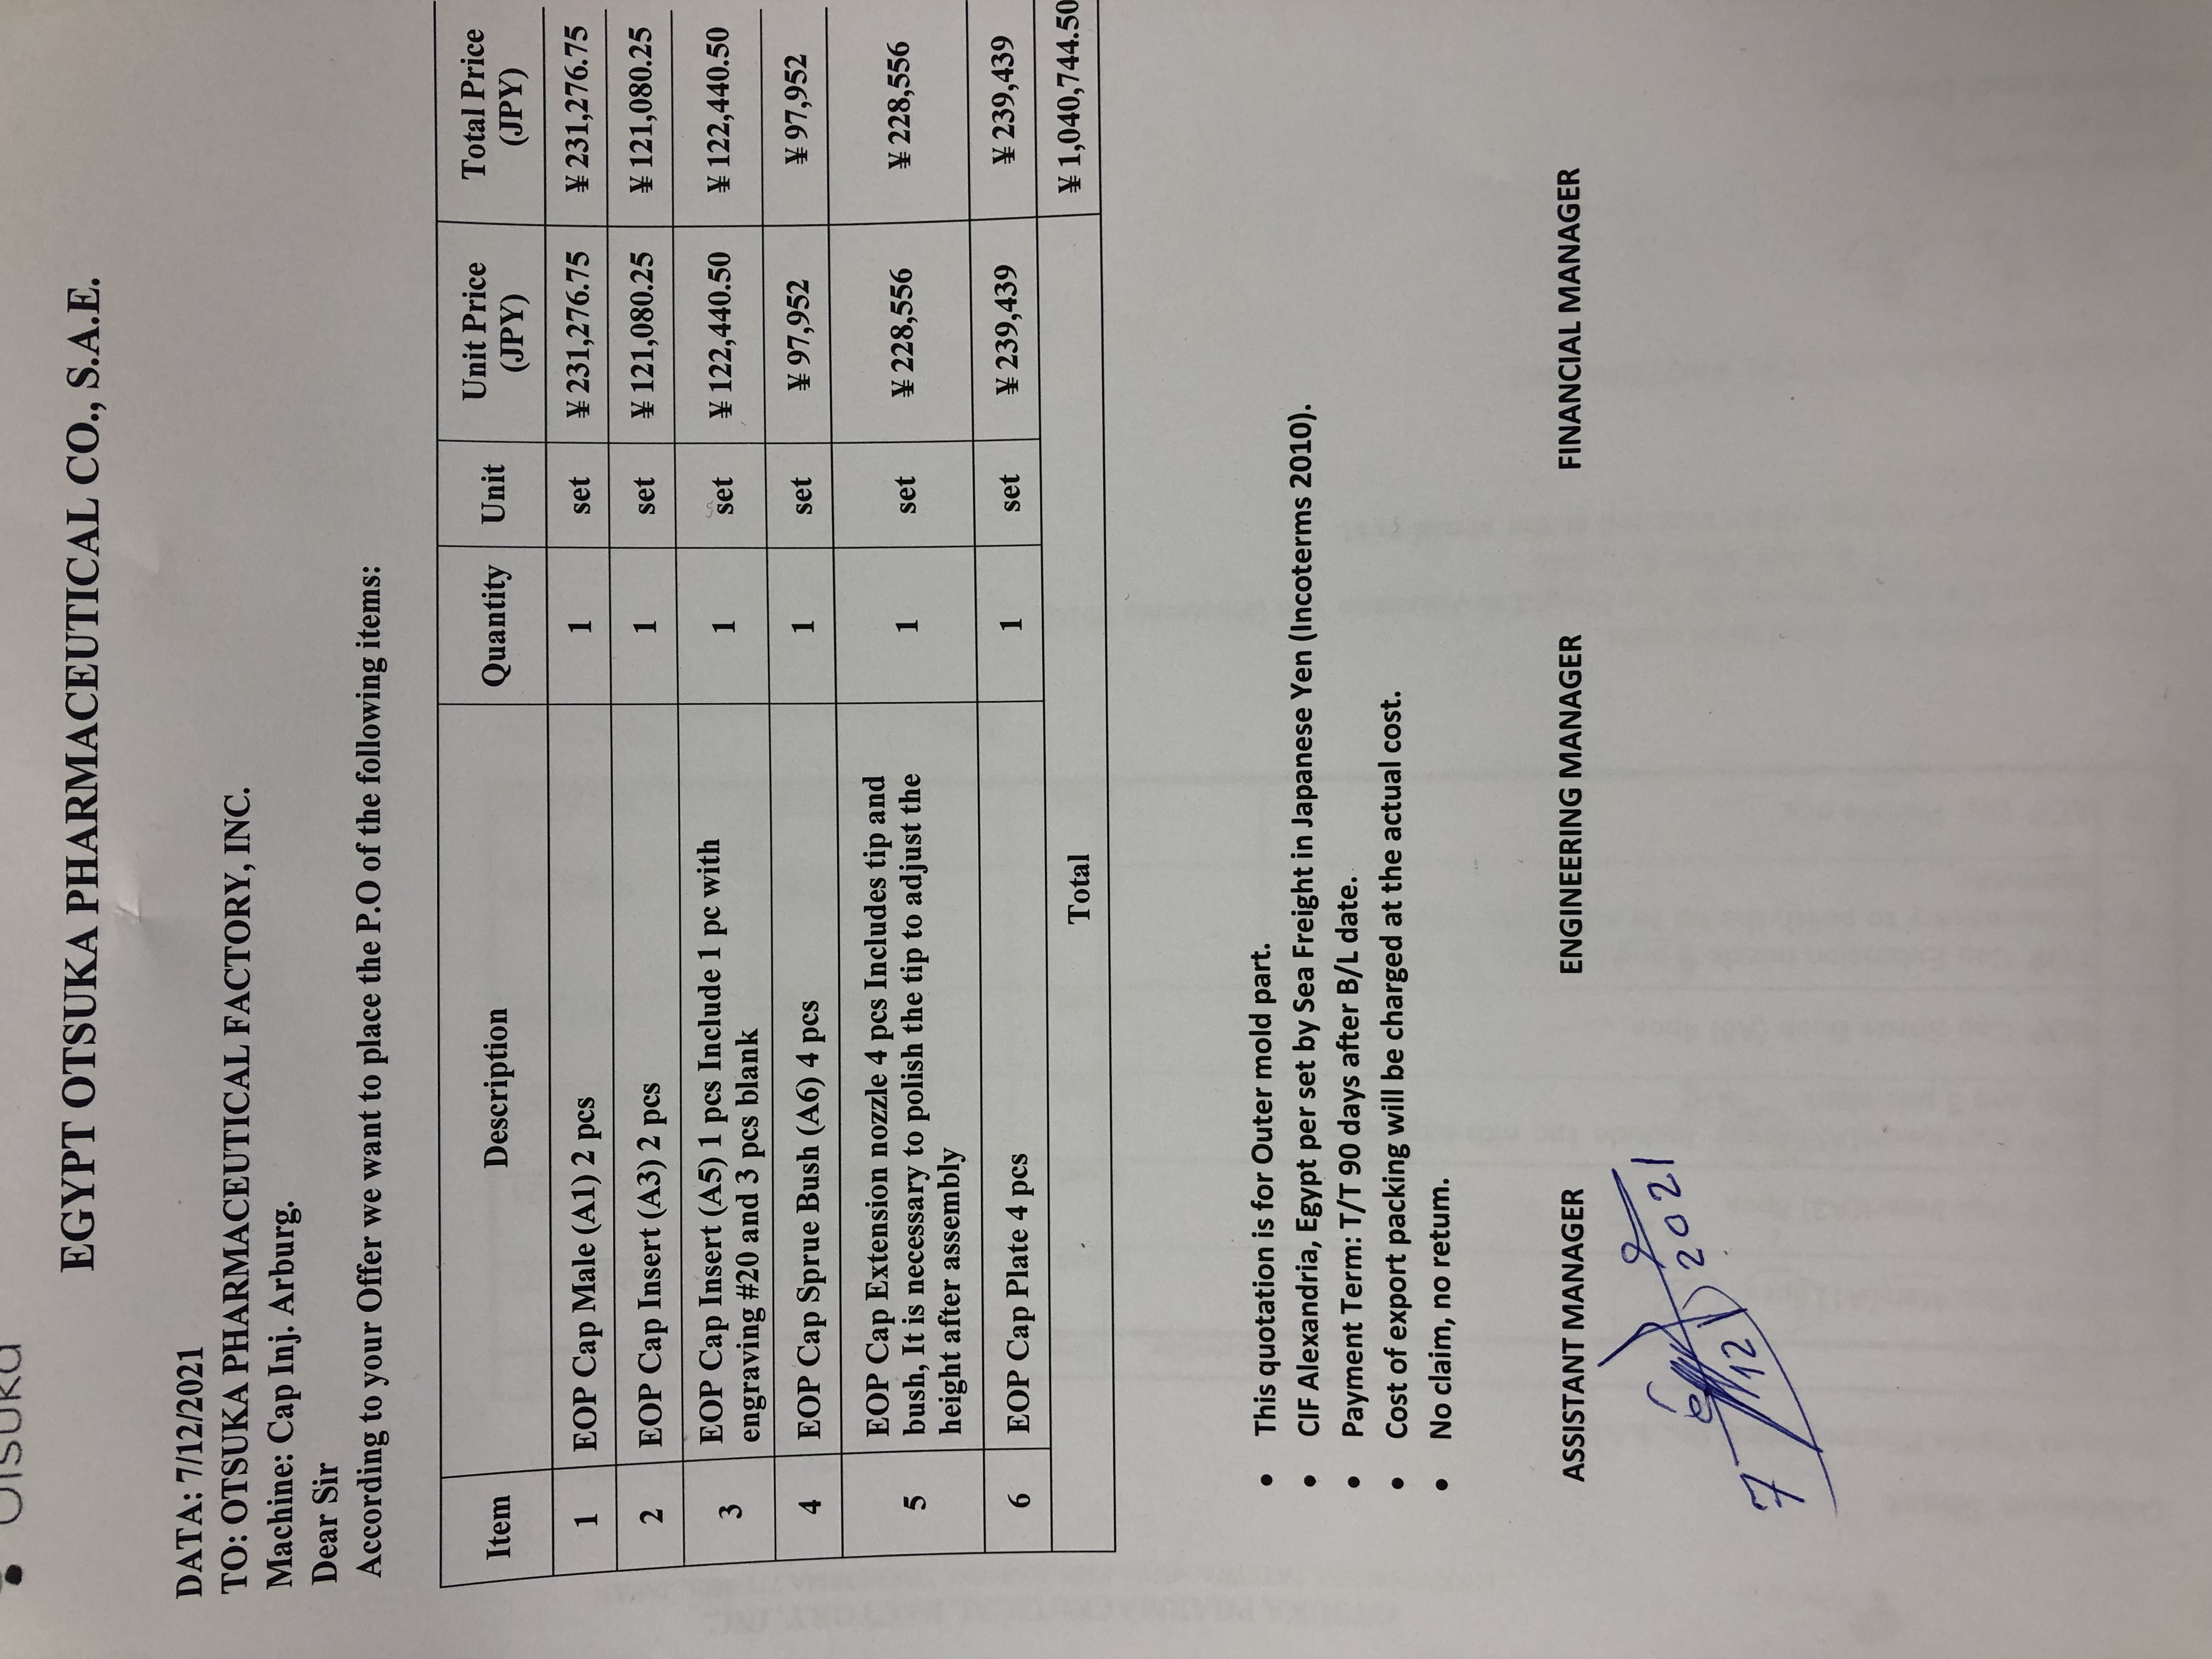 Otsuka
EGYPT OTSUKA PHARMACEUTICAL CO., S.A.E.
DATA: 7/12/2021
TO: OTSUKA PHARMACEUTICAL FACTORY, INC.
Machine: Cap Inj. Arburg.
Dear Sir
According to your Offer we want to place the P.O of the following items:
Item Description Quantity Unit Unit Price (JPY) Total Price (JPY)
1 EOP Cap Male (A1) 2 pcs 1 set ¥ 231,276.75 ¥ 231,276.75
2 EOP Cap Insert (A3) 2 pcs 1 set ¥ 121,080.25 ¥ 121,080.25
3 EOP Cap Insert (A5) 1 pcs Include 1 pc with
engraving #20 and 3 pcs blank 1 set ¥ 122,440.50 ¥ 122,440.50
4 EOP Cap Sprue Bush (A6) 4 pcs 1 set ¥ 97,952 ¥ 97,952
5 EOP Cap Extension nozzle 4 pcs Includes tip and
bush, It is necessary to polish the tip to adjust the
height after assembly 1 set ¥ 228,556 ¥ 228,556
6 EOP Cap Plate 4 pcs 1 set ¥ 239,439 ¥ 239,439
Total ¥ 1,040,744.50
• This quotation is for Outer mold part.
• CIF Alexandria, Egypt per set by Sea Freight in Japanese Yen (Incoterms 2010).
• Payment Term: T/T 90 days after B/L date.
• Cost of export packing will be charged at the actual cost.
• No claim, no retum.
ASSISTANT MANAGER ENGINEERING MANAGER FINANCIAL MANAGER
7/12/2021